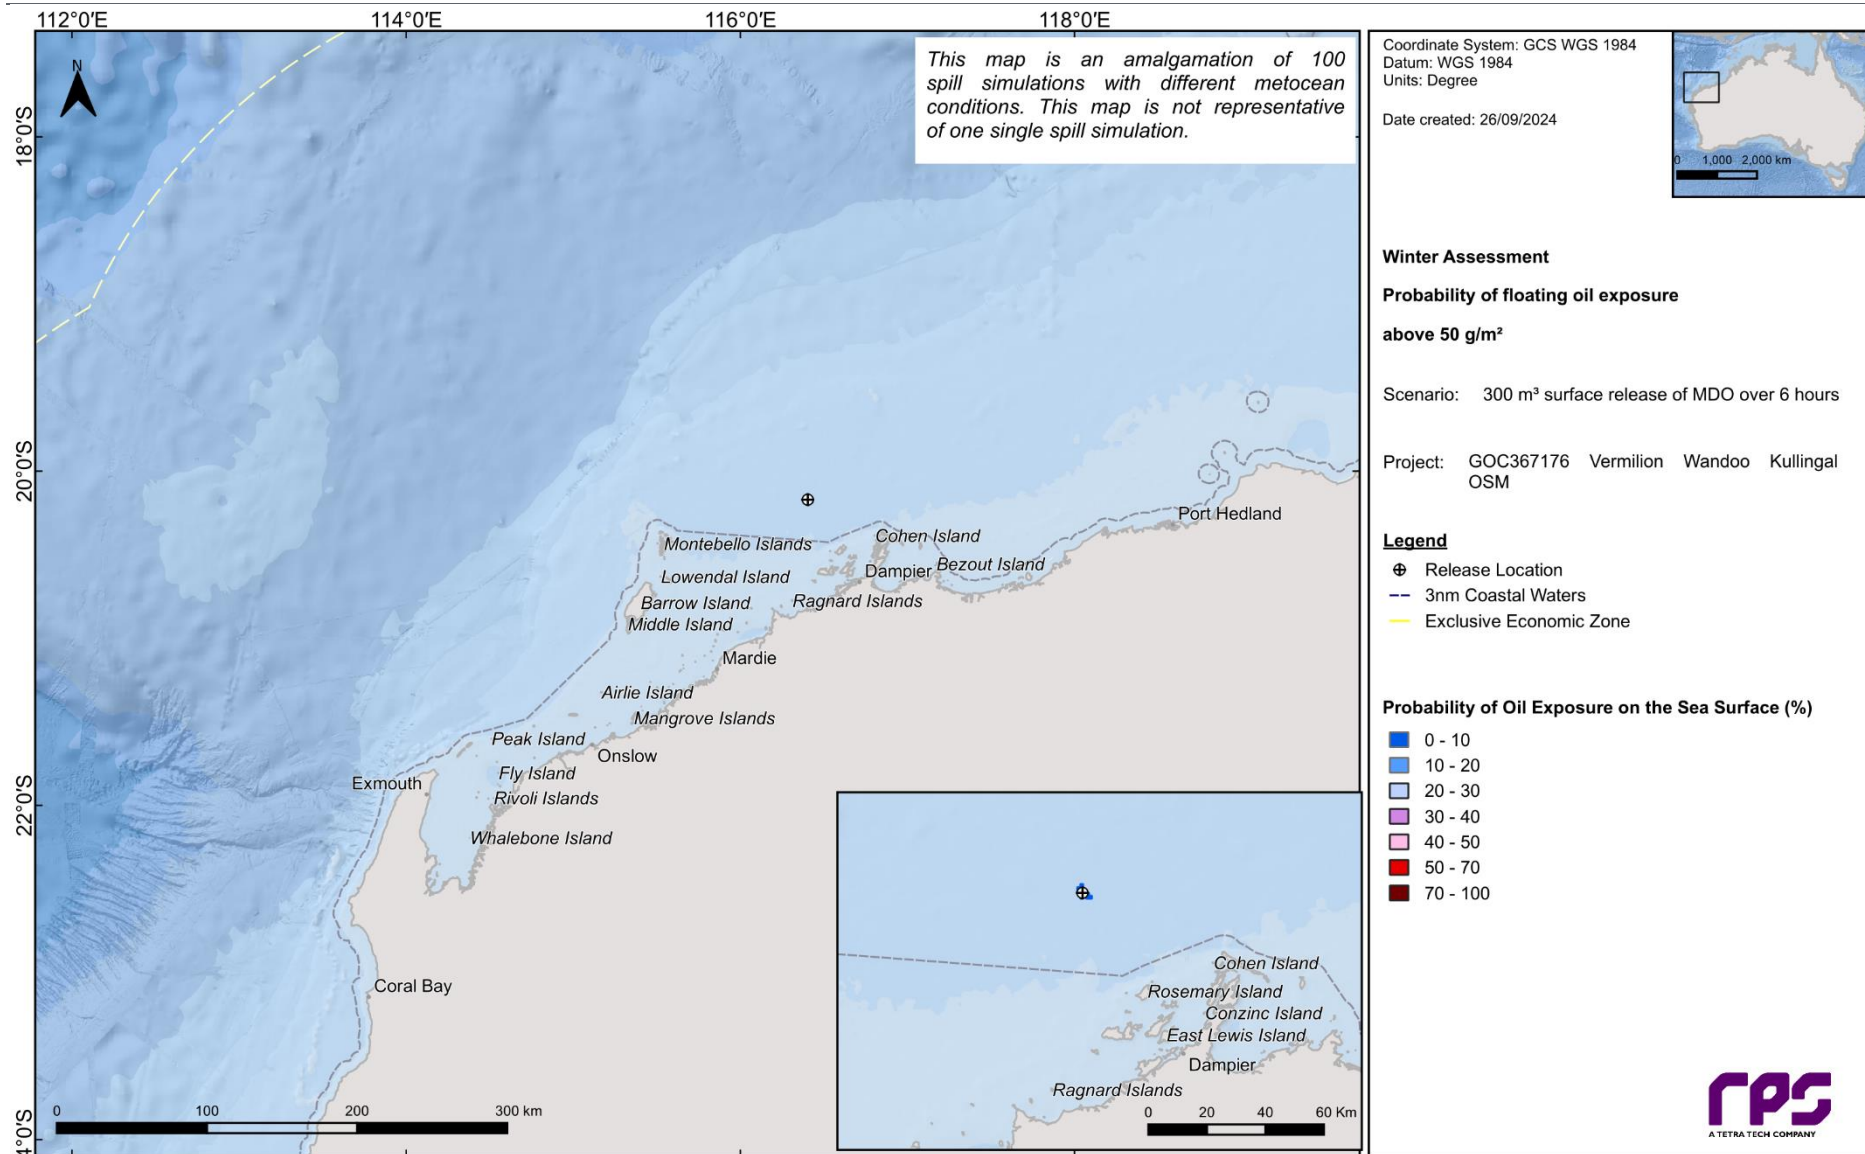 112°0'E
114°0'E
116°0'E
118°0'E
18°0'S
20°0'S
22°0'S
4°0'S
N
This map is an amalgamation of 100
spill simulations with different metocean
conditions. This map is not representative
of one single spill simulation.
Montebello Islands
Cohen Island
Port Hedland
Lowendal Island
Dampier
Bezout Island
Barrow Island
Ragnard Islands
Middle Island
Mardie
Airlie Island
Mangrove Islands
Peak Island
Onslow
Fly Island
Exmouth
Rivoli Islands
Whalebone Island
Coral Bay
0 100 200 300 km
Cohen Island
Rosemary Island
Conzinc Island
East Lewis Island
Dampier
Ragnard Islands
0 20 40 60 Km
Coordinate System: GCS WGS 1984
Datum: WGS 1984
Units: Degree
Date created: 26/09/2024
0 1,000 2,000 km
Winter Assessment
Probability of floating oil exposure
above 50 g/m²
Scenario: 300 m³ surface release of MDO over 6 hours
Project: GOC367176 Vermilion Wandoo Kullingal
OSM
Legend
Release Location
3nm Coastal Waters
Exclusive Economic Zone
Probability of Oil Exposure on the Sea Surface (%)
0 - 10
10 - 20
20 - 30
30 - 40
40 - 50
50 - 70
70 - 100
rps
A TETRA TECH COMPANY